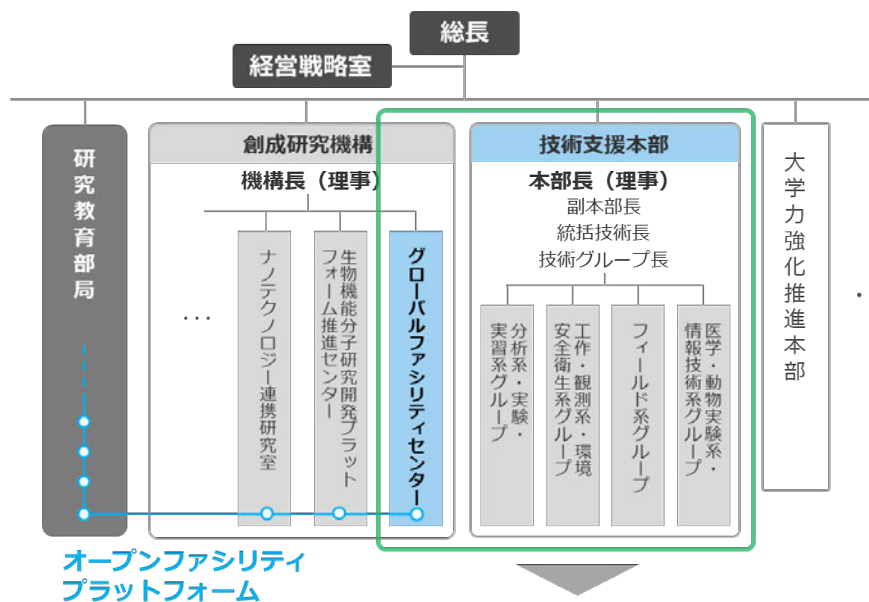 総長
経営戦略室
研究教育部局
創成研究機構
機構長（理事）
...
ナノテクノロジー連携研究室
生物機能分子研究開発プラット
フォーム推進センター
グローバルファシリティセンター
技術支援本部
本部長（理事）
副本部長
統括技術長
技術グループ長
分析系・実験・
実習系グループ
工作・観測系・環境
安全衛生系グループ
フィールド系グループ
医学・動物実験系・
情報技術系グループ
大学力強化推進本部
・
オープンファシリティ
プラットフォーム